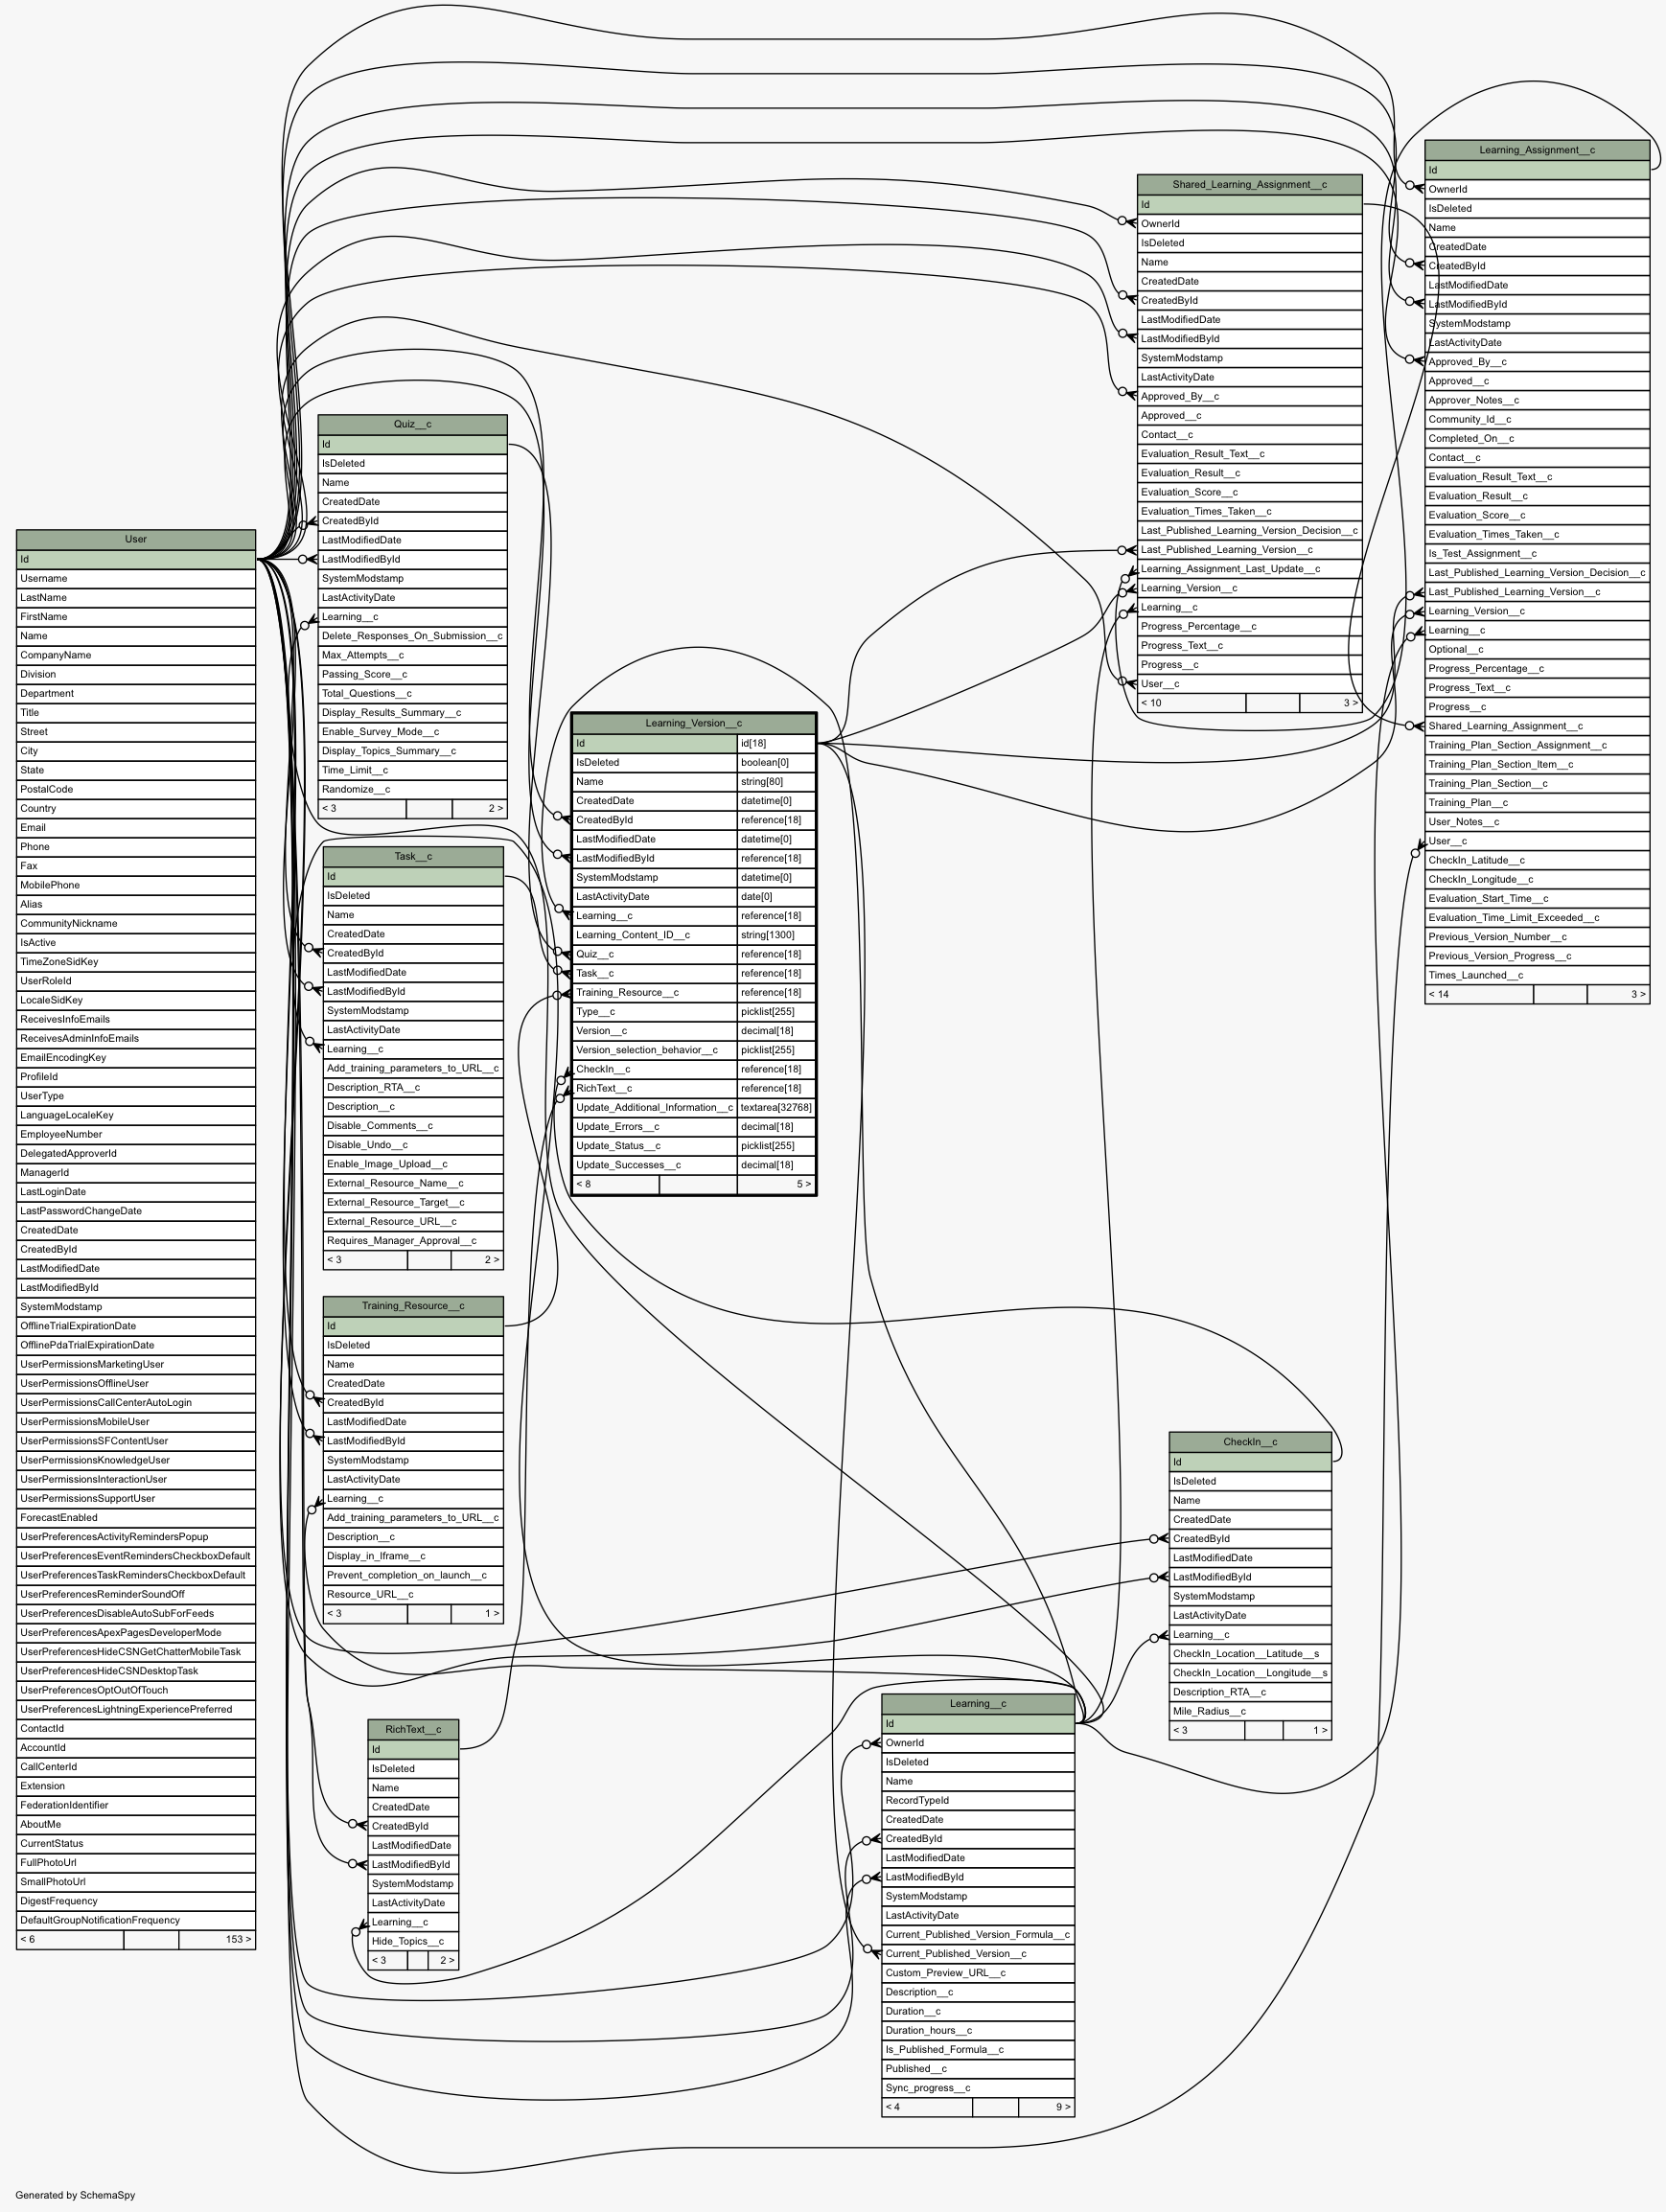 Learning_Assignment__c
Id
OwnerId
IsDeleted
Name
CreatedDate
CreatedById
LastModifiedDate
LastModifiedById
SystemModstamp
LastActivityDate
Approved_By__c
Approved__c
Approver_Notes__c
Community_Id__c
Completed_On__c
Contact__c
Evaluation_Result_Text__c
Evaluation_Result__c
Evaluation_Score__c
Evaluation_Times_Taken__c
Is_Test_Assignment__c
Last_Published_Learning_Version_Decision__c
Last_Published_Learning_Version__c
Learning_Version__c
Learning__c
Optional__c
Progress_Percentage__c
Progress_Text__c
Progress__c
Shared_Learning_Assignment__c
Training_Plan_Section_Assignment__c
Training_Plan_Section_Item__c
Training_Plan_Section__c
Training_Plan__c
User_Notes__c
User__c
CheckIn_Latitude__c
CheckIn_Longitude__c
Evaluation_Start_Time__c
Evaluation_Time_Limit_Exceeded__c
Previous_Version_Number__c
Previous_Version_Progress__c
Times_Launched__c
< 14 3 >
Shared_Learning_Assignment__c
Id
OwnerId
IsDeleted
Name
CreatedDate
CreatedById
LastModifiedDate
LastModifiedById
SystemModstamp
LastActivityDate
Approved_By__c
Approved__c
Contact__c
Evaluation_Result_Text__c
Evaluation_Result__c
Evaluation_Score__c
Evaluation_Times_Taken__c
Last_Published_Learning_Version_Decision__c
Last_Published_Learning_Version__c
Learning_Assignment_Last_Update__c
Learning_Version__c
Learning__c
Progress_Percentage__c
Progress_Text__c
Progress__c
User__c
< 10 3 >
Quiz__c
Id
IsDeleted
Name
CreatedDate
CreatedById
LastModifiedDate
LastModifiedById
SystemModstamp
LastActivityDate
Learning__c
Delete_Responses_On_Submission__c
Max_Attempts__c
Passing_Score__c
Total_Questions__c
Display_Results_Summary__c
Enable_Survey_Mode__c
Display_Topics_Summary__c
Time_Limit__c
Randomize__c
< 3 2 >
User
Id
Username
LastName
FirstName
Name
CompanyName
Division
Department
Title
Street
City
State
PostalCode
Country
Email
Phone
Fax
MobilePhone
Alias
CommunityNickname
IsActive
TimeZoneSidKey
UserRoleId
LocaleSidKey
ReceivesInfoEmails
ReceivesAdminInfoEmails
EmailEncodingKey
ProfileId
UserType
LanguageLocaleKey
EmployeeNumber
DelegatedApproverId
ManagerId
LastLoginDate
LastPasswordChangeDate
CreatedDate
CreatedById
LastModifiedDate
LastModifiedById
SystemModstamp
OfflineTrialExpirationDate
OfflinePdaTrialExpirationDate
UserPermissionsMarketingUser
UserPermissionsOfflineUser
UserPermissionsCallCenterAutoLogin
UserPermissionsMobileUser
UserPermissionsSFContentUser
UserPermissionsKnowledgeUser
UserPermissionsInteractionUser
UserPermissionsSupportUser
ForecastEnabled
UserPreferencesActivityRemindersPopup
UserPreferencesEventRemindersCheckboxDefault
UserPreferencesTaskRemindersCheckboxDefault
UserPreferencesReminderSoundOff
UserPreferencesDisableAutoSubForFeeds
UserPreferencesApexPagesDeveloperMode
UserPreferencesHideCSNGetChatterMobileTask
UserPreferencesHideCSNDesktopTask
UserPreferencesOptOutOfTouch
UserPreferencesLightningExperiencePreferred
ContactId
AccountId
CallCenterId
Extension
FederationIdentifier
AboutMe
CurrentStatus
FullPhotoUrl
SmallPhotoUrl
DigestFrequency
DefaultGroupNotificationFrequency
< 6 153 >
Learning_Version__c
Id id[18]
IsDeleted boolean[0]
Name string[80]
CreatedDate datetime[0]
CreatedById reference[18]
LastModifiedDate datetime[0]
LastModifiedById reference[18]
SystemModstamp datetime[0]
LastActivityDate date[0]
Learning__c reference[18]
Learning_Content_ID__c string[1300]
Quiz__c reference[18]
Task__c reference[18]
Training_Resource__c reference[18]
Type__c picklist[255]
Version__c decimal[18]
Version_selection_behavior__c picklist[255]
CheckIn__c reference[18]
RichText__c reference[18]
Update_Additional_Information__c textarea[32768]
Update_Errors__c decimal[18]
Update_Status__c picklist[255]
Update_Successes__c decimal[18]
< 8 5 >
Task__c
Id
IsDeleted
Name
CreatedDate
CreatedById
LastModifiedDate
LastModifiedById
SystemModstamp
LastActivityDate
Learning__c
Add_training_parameters_to_URL__c
Description_RTA__c
Description__c
Disable_Comments__c
Disable_Undo__c
Enable_Image_Upload__c
External_Resource_Name__c
External_Resource_Target__c
External_Resource_URL__c
Requires_Manager_Approval__c
< 3 2 >
Training_Resource__c
Id
IsDeleted
Name
CreatedDate
CreatedById
LastModifiedDate
LastModifiedById
SystemModstamp
LastActivityDate
Learning__c
Add_training_parameters_to_URL__c
Description__c
Display_in_Iframe__c
Prevent_completion_on_launch__c
Resource_URL__c
< 3 1 >
CheckIn__c
Id
IsDeleted
Name
CreatedDate
CreatedById
LastModifiedDate
LastModifiedById
SystemModstamp
LastActivityDate
Learning__c
CheckIn_Location__Latitude__s
CheckIn_Location__Longitude__s
Description_RTA__c
Mile_Radius__c
< 3 1 >
Learning__c
Id
OwnerId
IsDeleted
Name
RecordTypeId
CreatedDate
CreatedById
LastModifiedDate
LastModifiedById
SystemModstamp
LastActivityDate
Current_Published_Version_Formula__c
Current_Published_Version__c
Custom_Preview_URL__c
Description__c
Duration__c
Duration_hours__c
Is_Published_Formula__c
Published__c
Sync_progress__c
< 4 9 >
RichText__c
Id
IsDeleted
Name
CreatedDate
CreatedById
LastModifiedDate
LastModifiedById
SystemModstamp
LastActivityDate
Learning__c
Hide_Topics__c
< 3 2 >
Generated by SchemaSpy